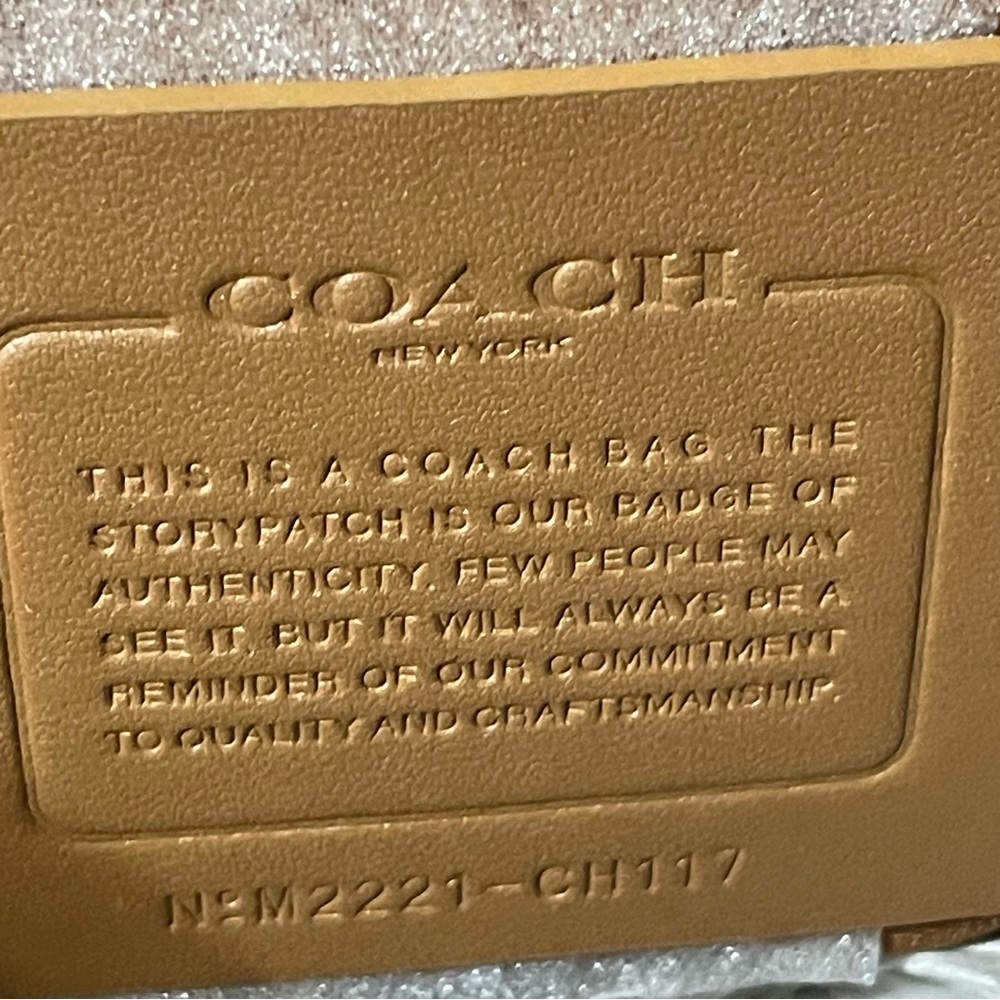 COACH
NEW YORK
THIS IS A COACH BAG. THE
STORYPATCH IS OUR BADGE OF
AUTHENTICITY. FEW PEOPLE MAY
SEE IT, BUT IT WILL ALWAYS BE A
REMINDER OF OUR COMMITMENT
TO QUALITY AND CRAFTSMANSHIP.
NºM2221-CH117